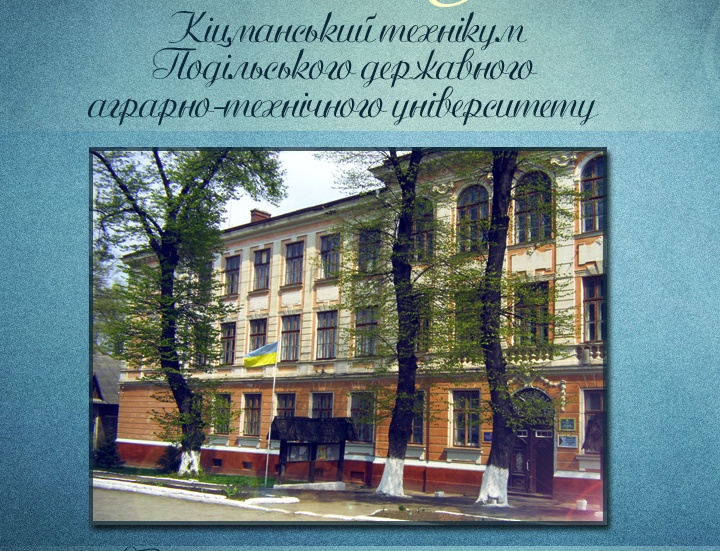 Кіцманський технікум
Подільського державного
аграрно-технічного університету